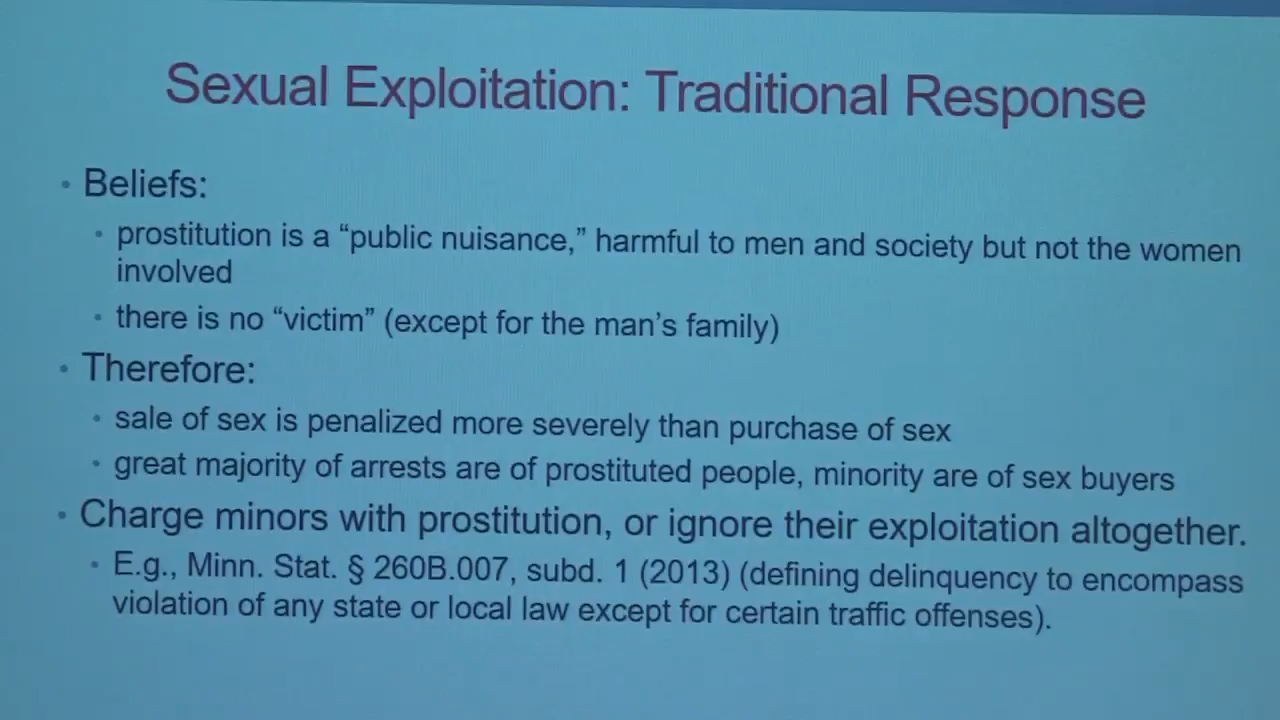 Sexual Exploitation: Traditional Response
• Beliefs:
• prostitution is a “public nuisance,” harmful to men and society but not the women
involved
• there is no “victim” (except for the man’s family)
• Therefore:
• sale of sex is penalized more severely than purchase of sex
• great majority of arrests are of prostituted people, minority are of sex buyers
• Charge minors with prostitution, or ignore their exploitation altogether.
• E.g., Minn. Stat. § 260B.007, subd. 1 (2013) (defining delinquency to encompass
violation of any state or local law except for certain traffic offenses).